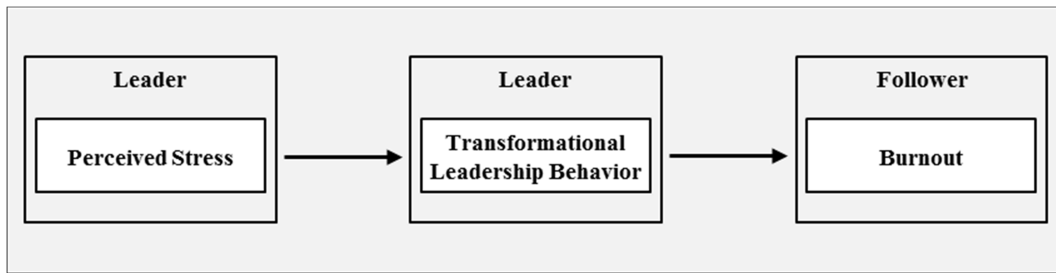 Leader
Perceived Stress
Leader
Transformational
Leadership Behavior
Follower
Burnout